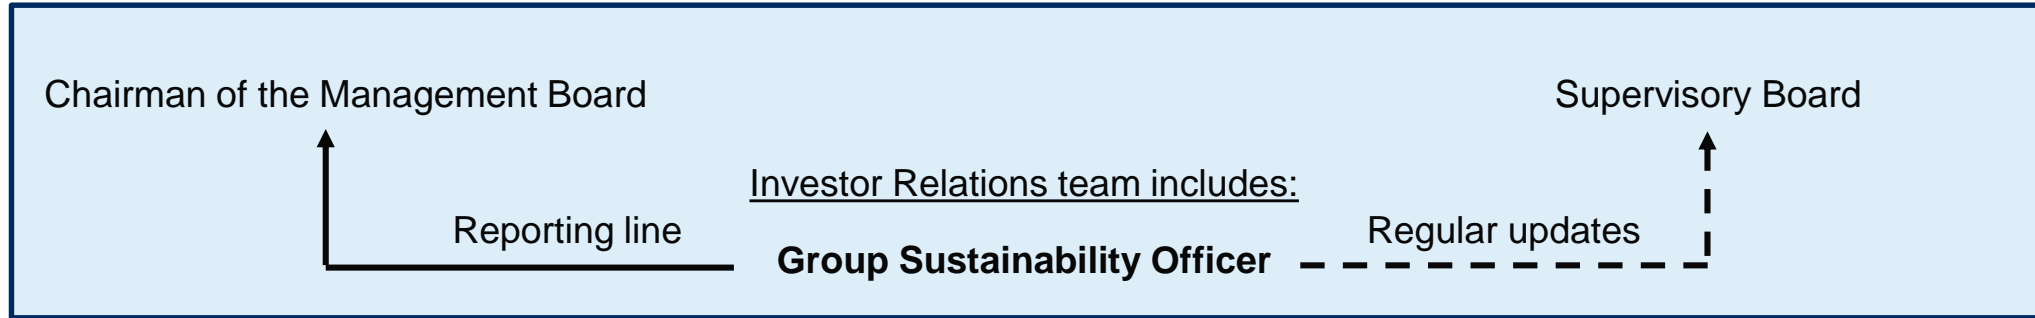 Chairman of the Management Board
Supervisory Board
Investor Relations team includes:
Reporting line
Regular updates
Group Sustainability Officer